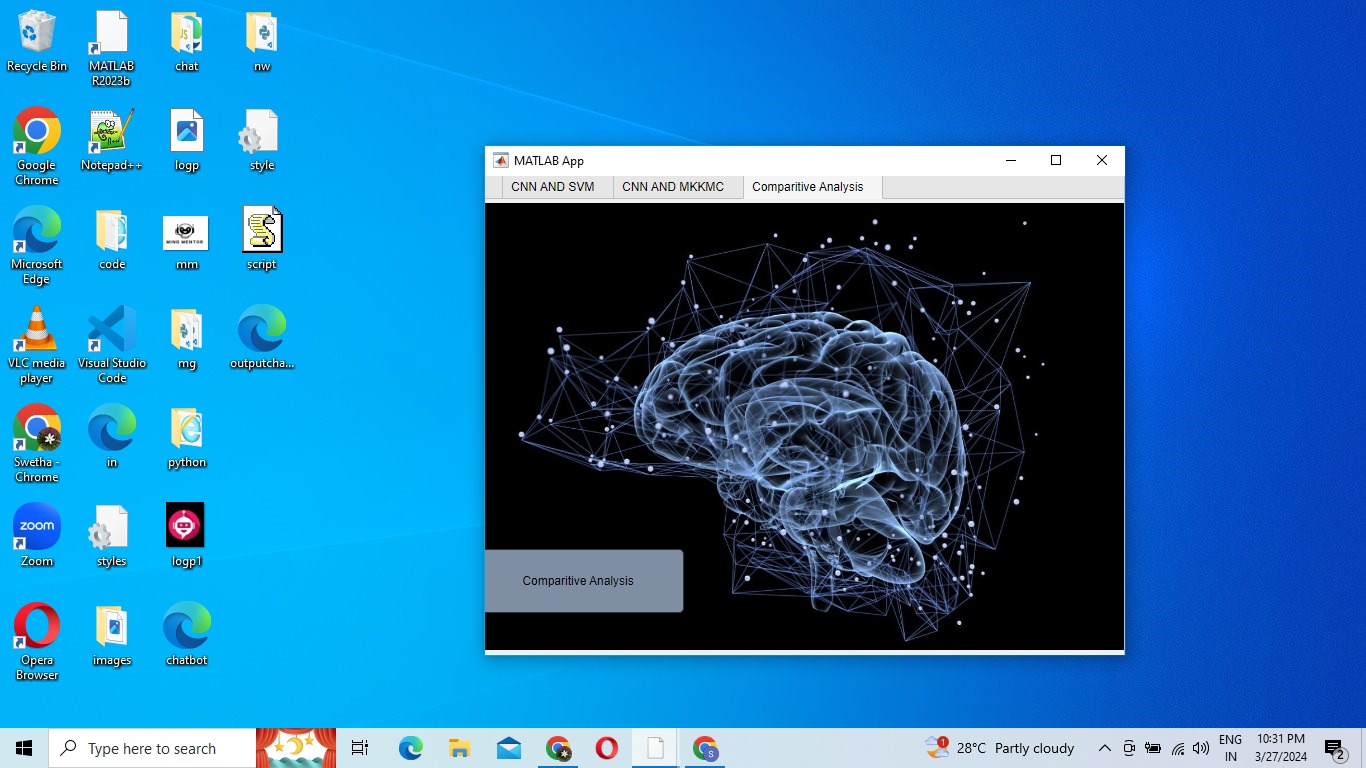 Recycle Bin
MATLAB
R2023b
chat
nw
Google
Chrome
Notepad++
logp
style
Microsoft
Edge
code
MIND MENTOR
mm
script
VLC media
player
Visual Studio
Code
mg
outputcha...
Swetha -
Chrome
in
python
zoom
Zoom
styles
logp1
Opera
Browser
images
chatbot
MATLAB App
CNN AND SVM
CNN AND MKKMC
Comparitive Analysis
Comparitive Analysis
Type here to search
1
S
28°C Partly cloudy
ENG
IN
10:31 PM
3/27/2024
2